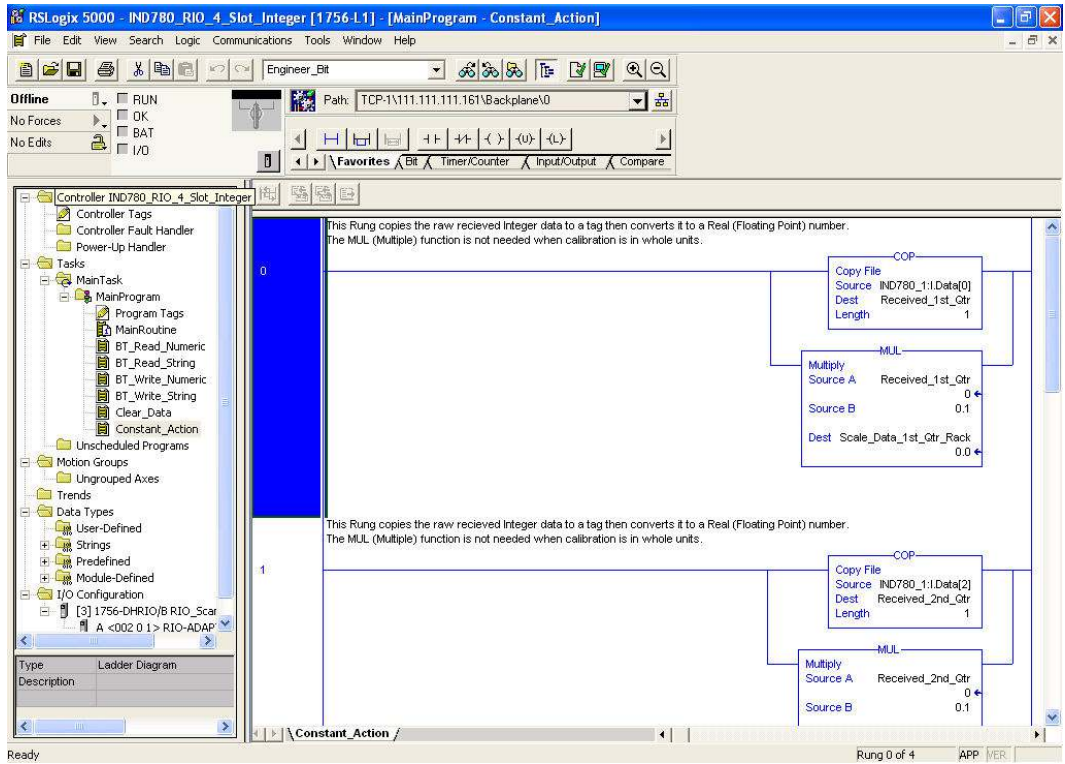 RSLogix 5000 - IND780_RIO_4_Slot_Integer [1756-L1] - [MainProgram - Constant_Action]
File Edit View Search Logic Communications Tools Window Help
Engineer_Bit
Offline
RUN
No Forces
OK
No Edits
BAT
I/O
Path: TCP-1\111.111.111.161\Backplane\0
Favorites Bit Timer/Counter Input/Output Compare
Controller IND780_RIO_4_Slot_Integer
Controller Tags
Controller Fault Handler
Power-Up Handler
Tasks
MainTask
MainProgram
Program Tags
MainRoutine
BT_Read_Numeric
BT_Read_String
BT_Write_Numeric
BT_Write_String
Clear_Data
Constant_Action
Unscheduled Programs
Motion Groups
Ungrouped Axes
Trends
Data Types
User-Defined
Strings
Predefined
Module-Defined
I/O Configuration
[3] 1756-DHRIO/B RIO_Scar
A <002 0 1> RIO-ADAP
Type Ladder Diagram
Description
This Rung copies the raw recieved Integer data to a tag then converts it to a Real (Floating Point) number.
The MUL (Multiple) function is not needed when calibration is in whole units.
0
COP
Copy File
Source IND780_1:I.Data[0]
Dest Received_1st_Qtr
Length 1
MUL
Multiply
Source A Received_1st_Qtr
0
Source B 0.1
Dest Scale_Data_1st_Qtr_Rack
0.0
This Rung copies the raw recieved Integer data to a tag then converts it to a Real (Floating Point) number.
The MUL (Multiple) function is not needed when calibration is in whole units.
1
COP
Copy File
Source IND780_1:I.Data[2]
Dest Received_2nd_Qtr
Length 1
MUL
Multiply
Source A Received_2nd_Qtr
0
Source B 0.1
Constant_Action
Ready
Rung 0 of 4 APP VER